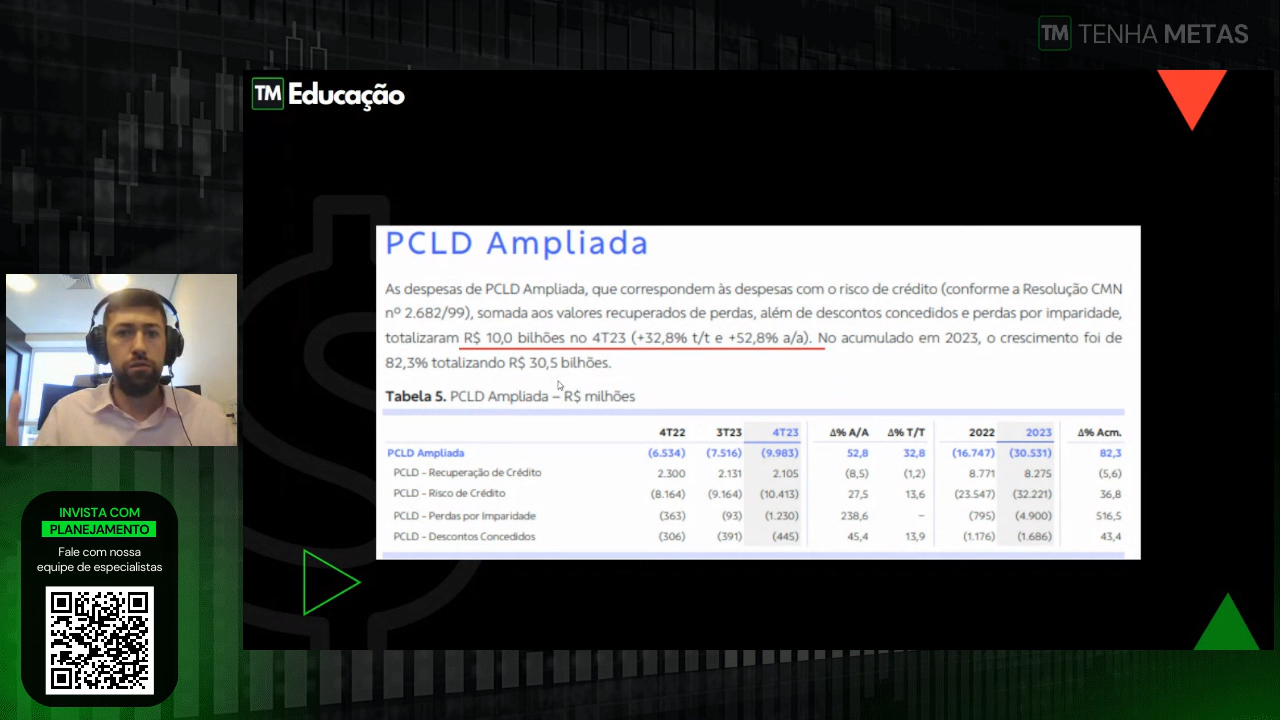 TM TENHA METAS
TM Educação
PCLD Ampliada
As despesas de PCLD Ampliada, que correspondem às despesas com o risco de crédito (conforme a Resolução CMN
nº 2.682/99), somada aos valores recuperados de perdas, além de descontos concedidos e perdas por imparidade,
totalizaram R$ 10,0 bilhões no 4T23 (+32,8% t/t e +52,8% a/a). No acumulado em 2023, o crescimento foi de
82,3% totalizando R$ 30,5 bilhões.
Tabela 5. PCLD Ampliada – R$ milhões
4T22 3T23 4T23 Δ% A/A Δ% T/T 2022 2023 Δ% Acm.
PCLD Ampliada (6.534) (7.516) (9.983) 52,8 32,8 (16.747) (30.531) 82,3
PCLD – Recuperação de Crédito 2.300 2.131 2.105 (8,5) (1,2) 8.771 8.275 (5,6)
PCLD – Risco de Crédito (8.164) (9.164) (10.413) 27,5 13,6 (23.547) (32.221) 36,8
PCLD – Perdas por Imparidade (363) (93) (1.230) 238,6 – (795) (4.900) 516,5
PCLD – Descontos Concedidos (306) (391) (445) 45,4 13,9 (1.176) (1.686) 43,4
INVISTA COM
PLANEJAMENTO
Fale com nossa
equipe de especialistas